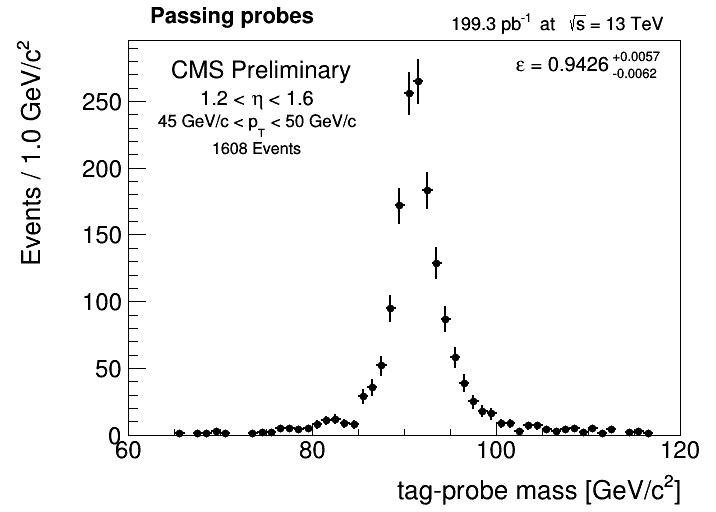 Passing probes
199.3 pb⁻¹ at √s = 13 TeV
CMS Preliminary
1.2 < η < 1.6
45 GeV/c < p_T < 50 GeV/c
1608 Events
ε = 0.9426 +0.0057 -0.0062
Events / 1.0 GeV/c²
250
200
150
100
50
0
60 80 100 120
tag-probe mass [GeV/c²]